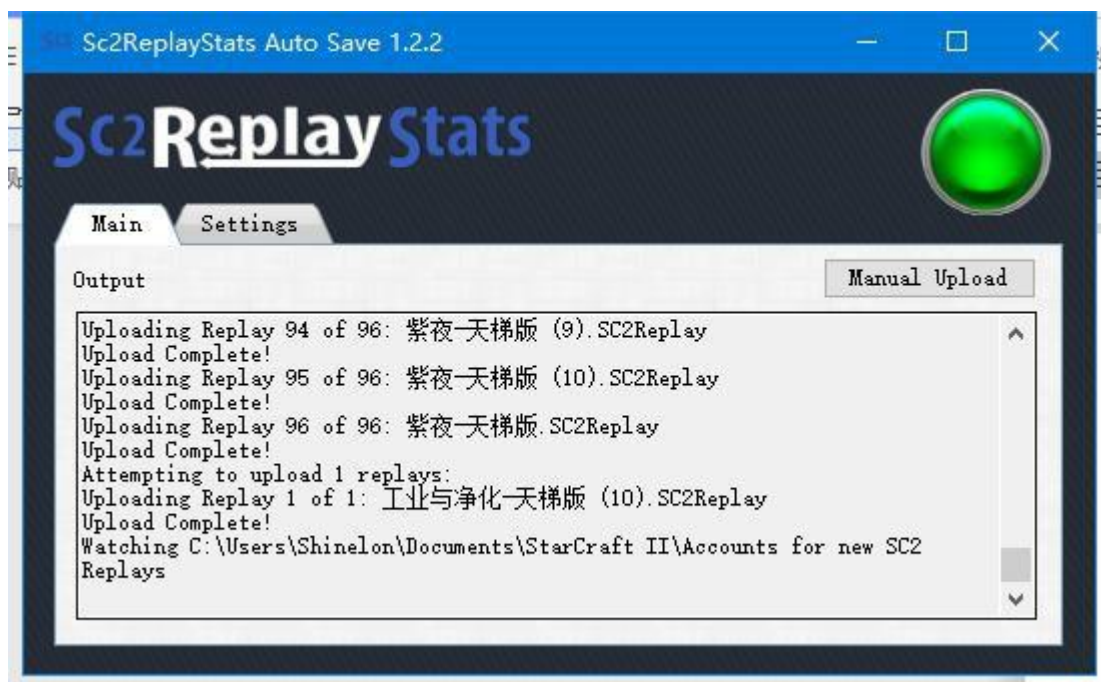 Sc2ReplayStats Auto Save 1.2.2
Sc2ReplayStats
Main
Settings
Output
Manual Upload
Uploading Replay 94 of 96: 紫夜-天梯版 (9).SC2Replay
Upload Complete!
Uploading Replay 95 of 96: 紫夜-天梯版 (10).SC2Replay
Upload Complete!
Uploading Replay 96 of 96: 紫夜-天梯版.SC2Replay
Upload Complete!
Attempting to upload 1 replays:
Uploading Replay 1 of 1: 工业与净化-天梯版 (10).SC2Replay
Upload Complete!
Watching C:\Users\Shinelon\Documents\StarCraft II\Accounts for new SC2
Replays